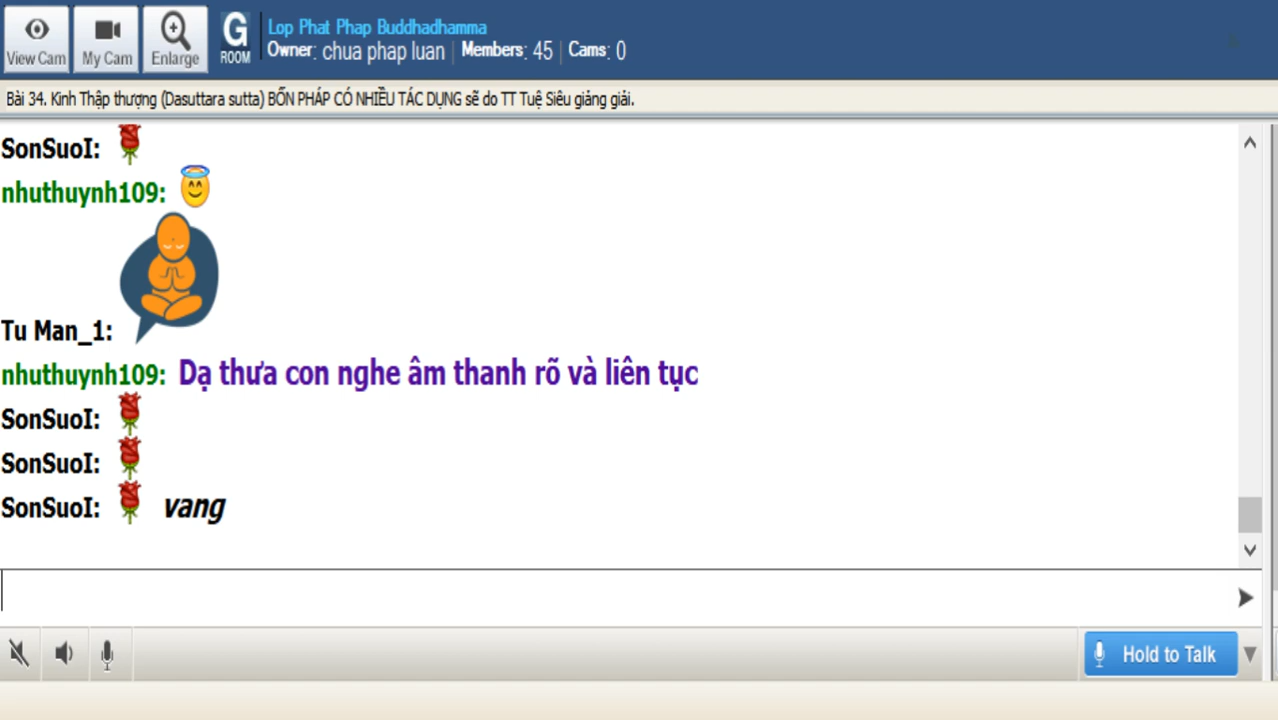 View Cam My Cam Enlarge G ROOM Lop Phat Phap Buddhadhamma
Owner: chua phap luan | Members: 45 | Cams: 0
Bài 34. Kinh Thập thượng (Dasuttara sutta) BỐN PHÁP CÓ NHIỀU TÁC DỤNG sẽ do TT Tuệ Siêu giảng giải.
SonSuoI:
nhuthuynh109:
Tu Man_1:
nhuthuynh109: Dạ thưa con nghe âm thanh rõ và liên tục
SonSuoI:
SonSuoI:
SonSuoI: vang
Hold to Talk